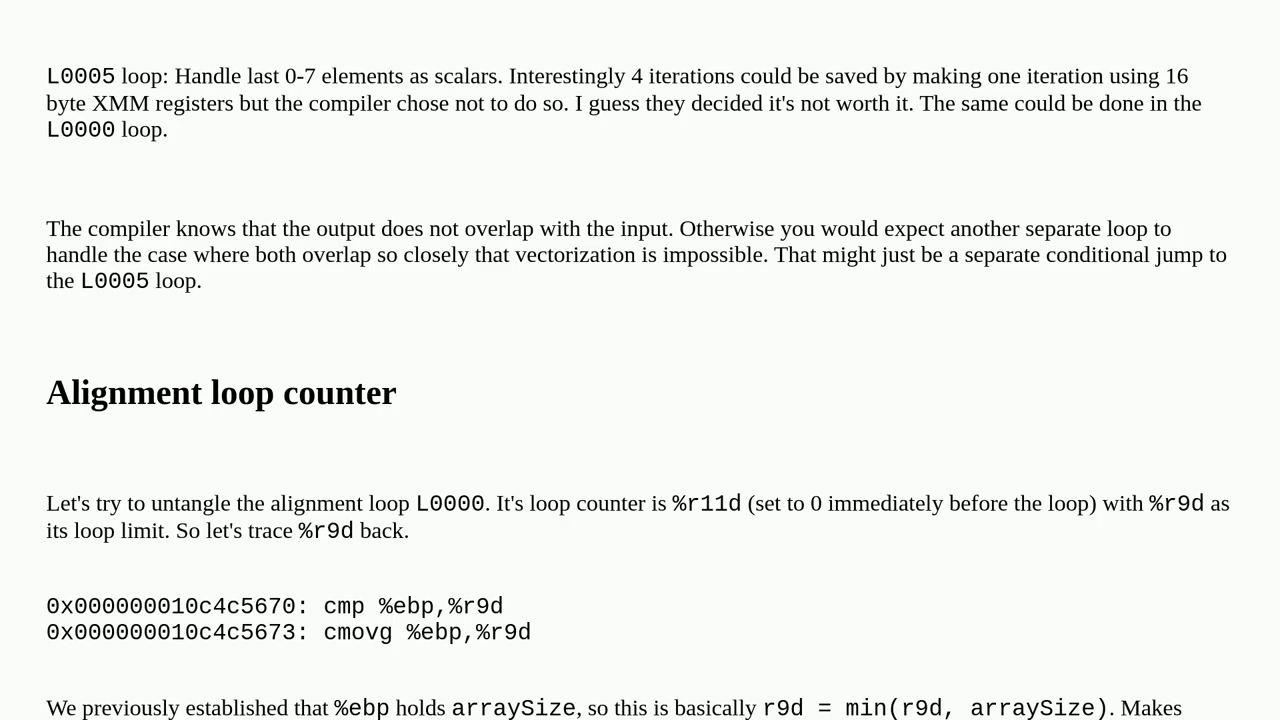 L0005 loop: Handle last 0-7 elements as scalars. Interestingly 4 iterations could be saved by making one iteration using 16
byte XMM registers but the compiler chose not to do so. I guess they decided it's not worth it. The same could be done in the
L0000 loop.
The compiler knows that the output does not overlap with the input. Otherwise you would expect another separate loop to
handle the case where both overlap so closely that vectorization is impossible. That might just be a separate conditional jump to
the L0005 loop.
Alignment loop counter
Let's try to untangle the alignment loop L0000. It's loop counter is %r11d (set to 0 immediately before the loop) with %r9d as
its loop limit. So let's trace %r9d back.
0x000000010c4c5670: cmp %ebp,%r9d
0x000000010c4c5673: cmovg %ebp,%r9d
We previously established that %ebp holds arraySize, so this is basically r9d = min(r9d, arraySize). Makes